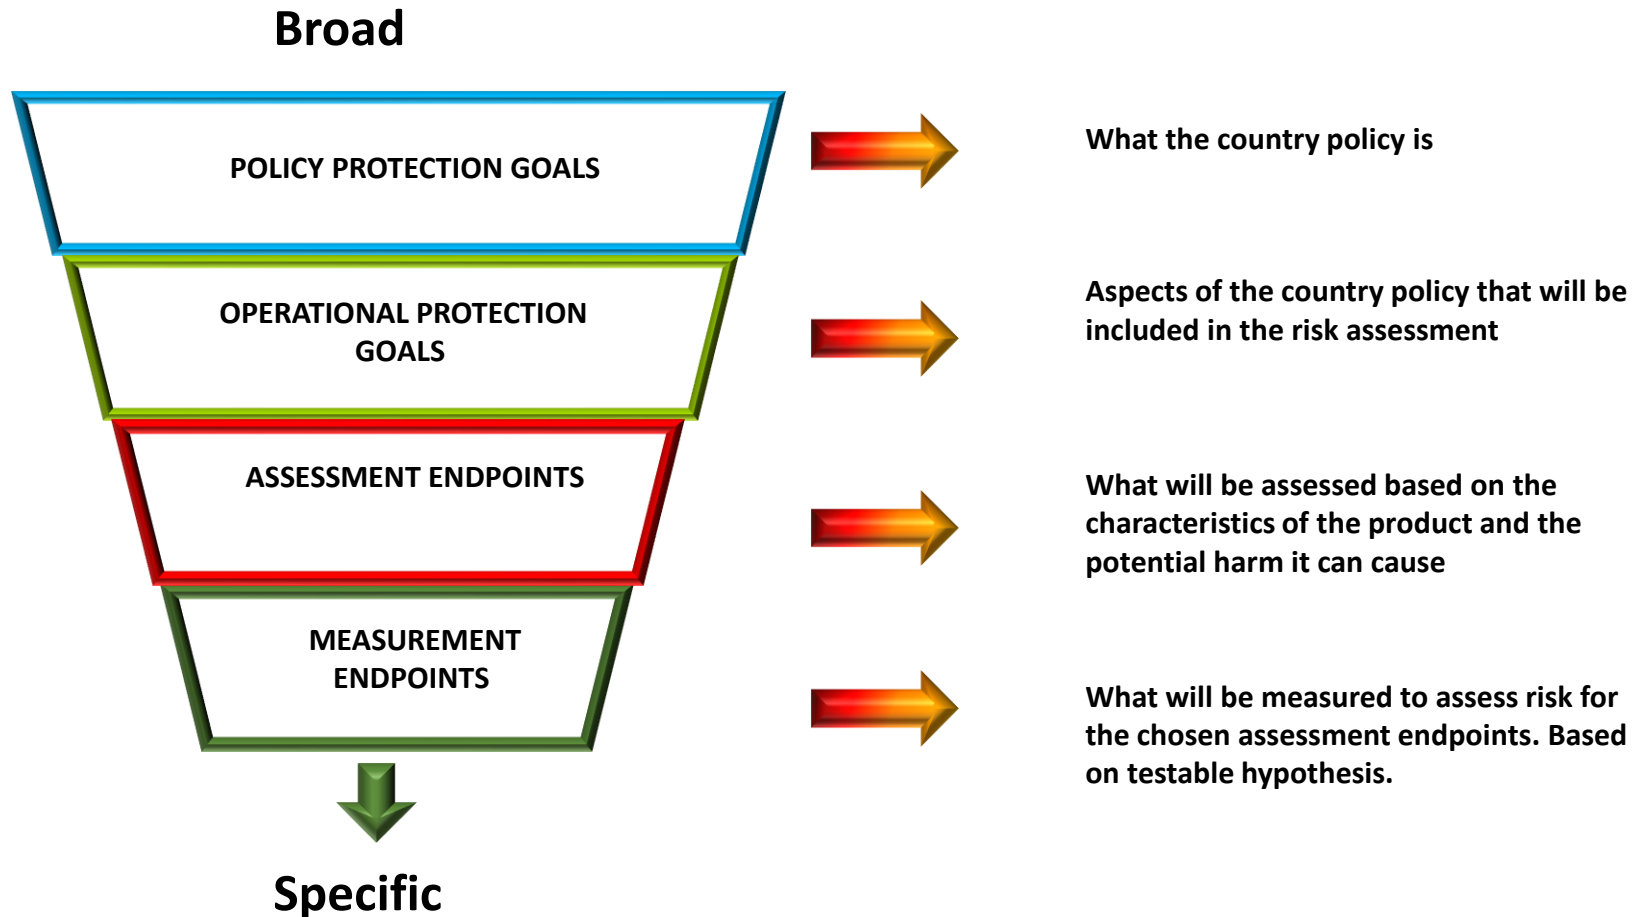 Broad
POLICY PROTECTION GOALS
What the country policy is
OPERATIONAL PROTECTION
GOALS
Aspects of the country policy that will be
included in the risk assessment
ASSESSMENT ENDPOINTS
What will be assessed based on the
characteristics of the product and the
potential harm it can cause
MEASUREMENT
ENDPOINTS
What will be measured to assess risk for
the chosen assessment endpoints. Based
on testable hypothesis.
Specific